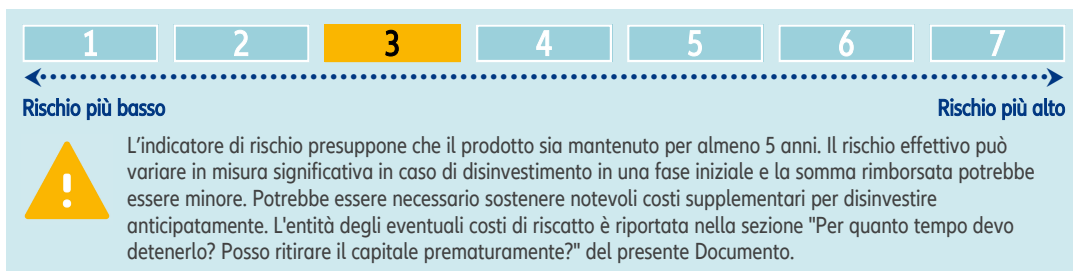 1 2 3 4 5 6 7
Rischio più basso Rischio più alto
L'indicatore di rischio presuppone che il prodotto sia mantenuto per almeno 5 anni. Il rischio effettivo può
variare in misura significativa in caso di disinvestimento in una fase iniziale e la somma rimborsata potrebbe
essere minore. Potrebbe essere necessario sostenere notevoli costi supplementari per disinvestire
anticipatamente. L'entità degli eventuali costi di riscatto è riportata nella sezione "Per quanto tempo devo
detenerlo? Posso ritirare il capitale prematuramente?" del presente Documento.